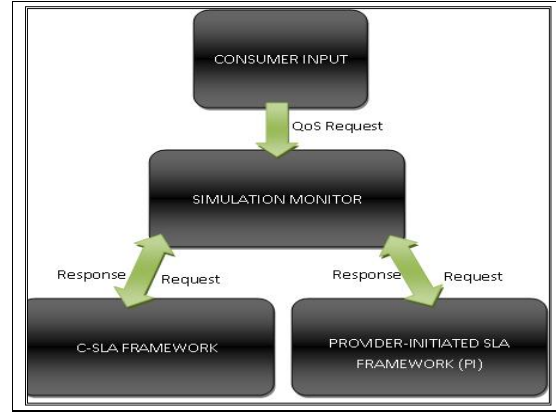 CONSUMER INPUT
QoS Request
SIMULATION MONITOR
Response Request
Response Request
C-SLA FRAMEWORK
PROVIDER-INITIATED SLA
FRAMEWORK (PI)